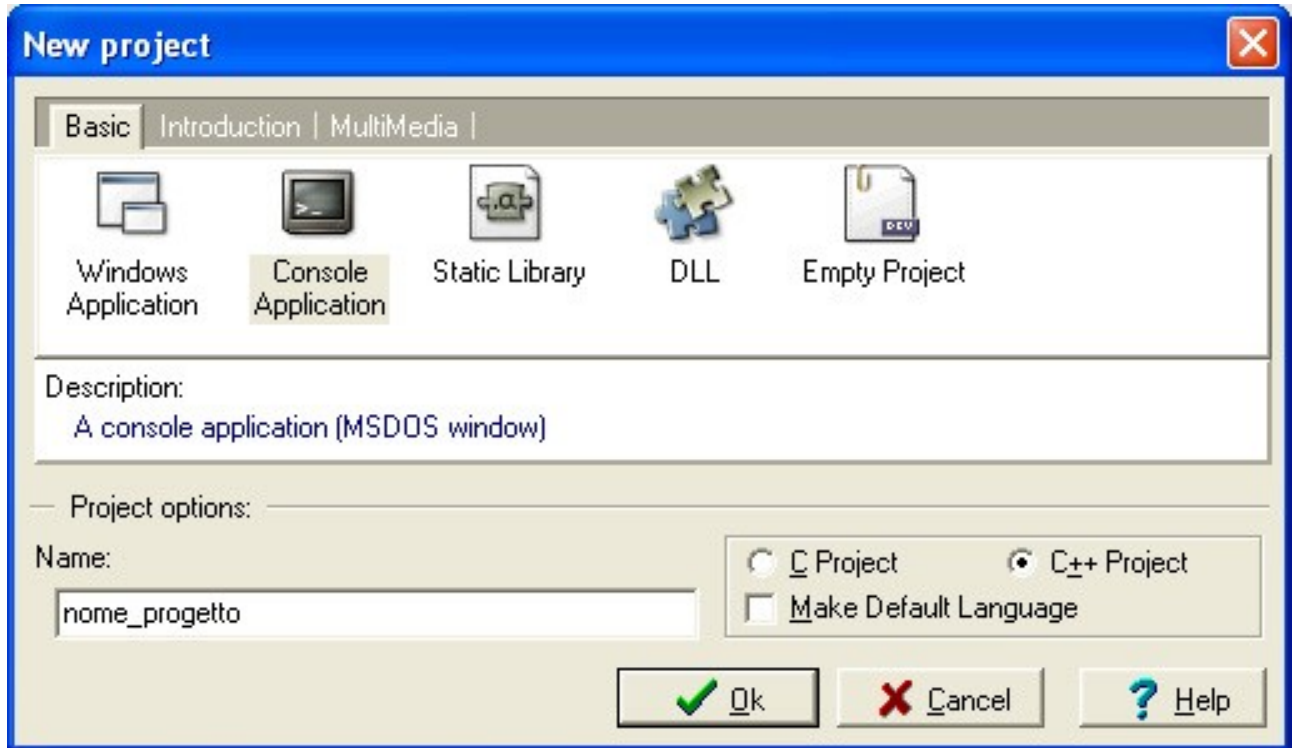 New project
Basic Introduction MultiMedia
.a
DEV
Windows Application
Console Application
Static Library
DLL
Empty Project
Description:
A console application (MSDOS window)
Project options:
Name:
nome_progetto
C Project
C++ Project
Make Default Language
Ok
Cancel
Help